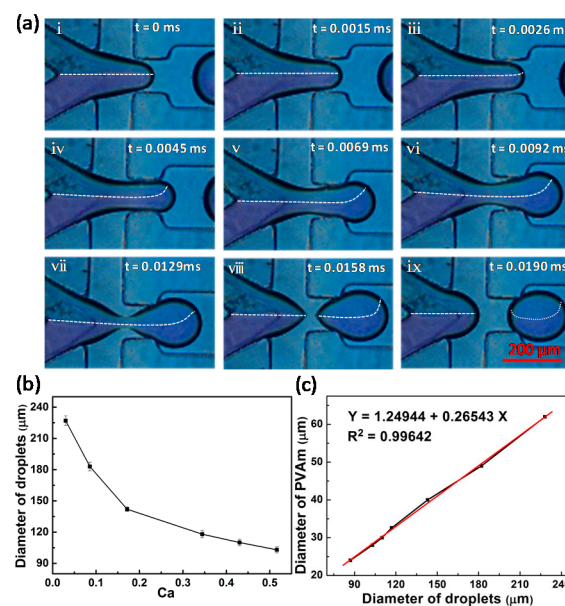 (a)
i
t = 0 ms
ii
t = 0.0015 ms
iii
t = 0.0026 ms
iv
t = 0.0045 ms
v
t = 0.0069 ms
vi
t = 0.0092 ms
vii
t = 0.0129ms
viii
t = 0.0158 ms
ix
t = 0.0190 ms
200 μm
(b)
Diameter of droplets (μm)
240
210
180
150
120
90
0.0 0.1 0.2 0.3 0.4 0.5
Ca
(c)
Diameter of PVAm (μm)
60
50
40
30
20
Y = 1.24944 + 0.26543 X
R² = 0.99642
90 120 150 180 210 240
Diameter of droplets (μm)